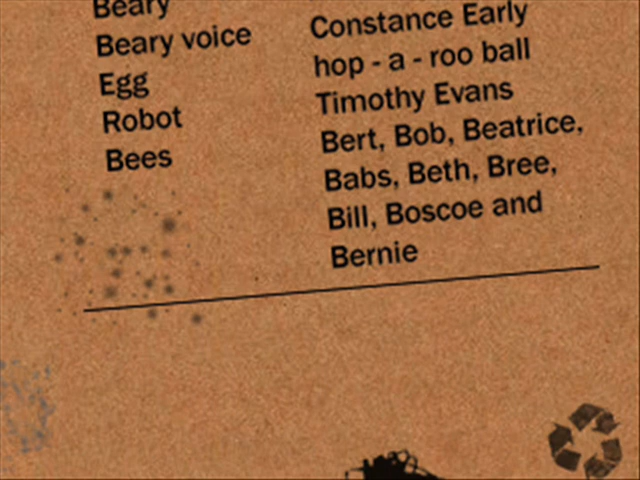 Beary
Beary voice Constance Early
Egg hop - a - roo ball
Robot Timothy Evans
Bees Bert, Bob, Beatrice,
Babs, Beth, Bree,
Bill, Boscoe and
Bernie